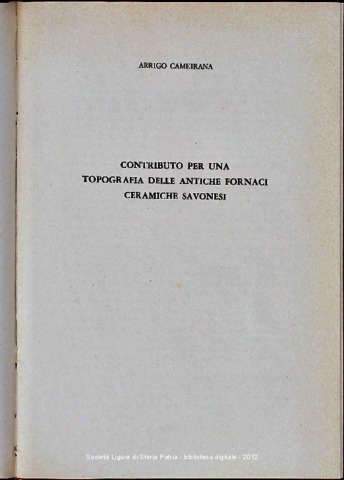 ARRIGO CAMEIRANA
CONTRIBUTO PER UNA
TOPOGRAFIA DELLE ANTICHE FORNACI
CERAMICHE SAVONESI
Società Ligure di Storia Patria - biblioteca digitale - 2012